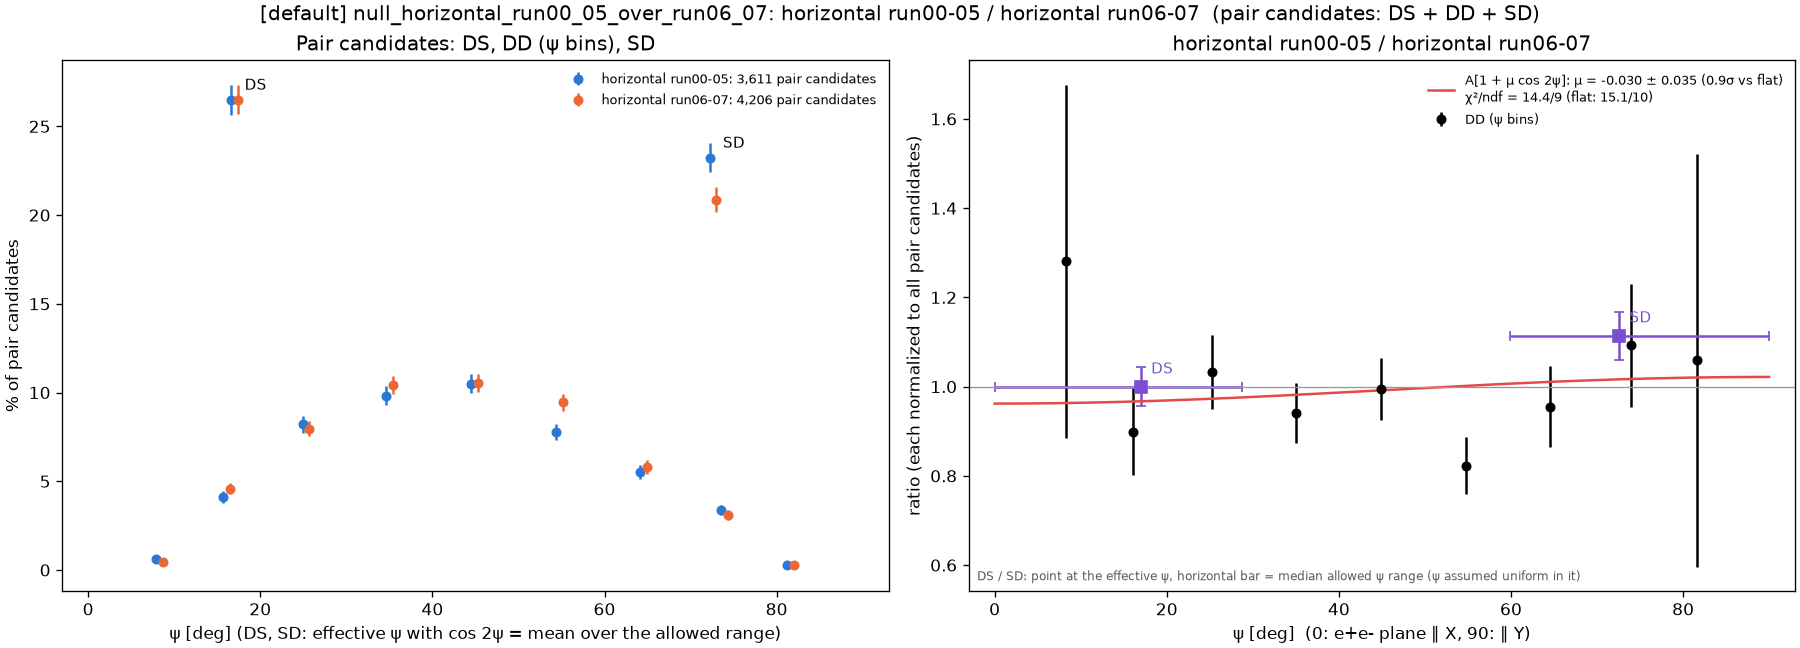 [default] null_horizontal_run00_05_over_run06_07: horizontal run00-05 / horizontal run06-07  (pair candidates: DS + DD + SD)
Pair candidates: DS, DD (ψ bins), SD
% of pair candidates
25
20
15
10
5
0
DS
SD
horizontal run00-05: 3,611 pair candidates
horizontal run06-07: 4,206 pair candidates
0
20
40
60
80
ψ [deg] (DS, SD: effective ψ with cos 2ψ = mean over the allowed range)
horizontal run00-05 / horizontal run06-07
ratio (each normalized to all pair candidates)
1.6
1.4
1.2
1.0
0.8
0.6
A[1 + μ cos 2ψ]: μ = -0.030 ± 0.035 (0.9σ vs flat)
χ²/ndf = 14.4/9 (flat: 15.1/10)
DD (ψ bins)
DS
SD
DS / SD: point at the effective ψ, horizontal bar = median allowed ψ range (ψ assumed uniform in it)
0
20
40
60
80
ψ [deg]  (0: e+e- plane ∥ X, 90: ∥ Y)